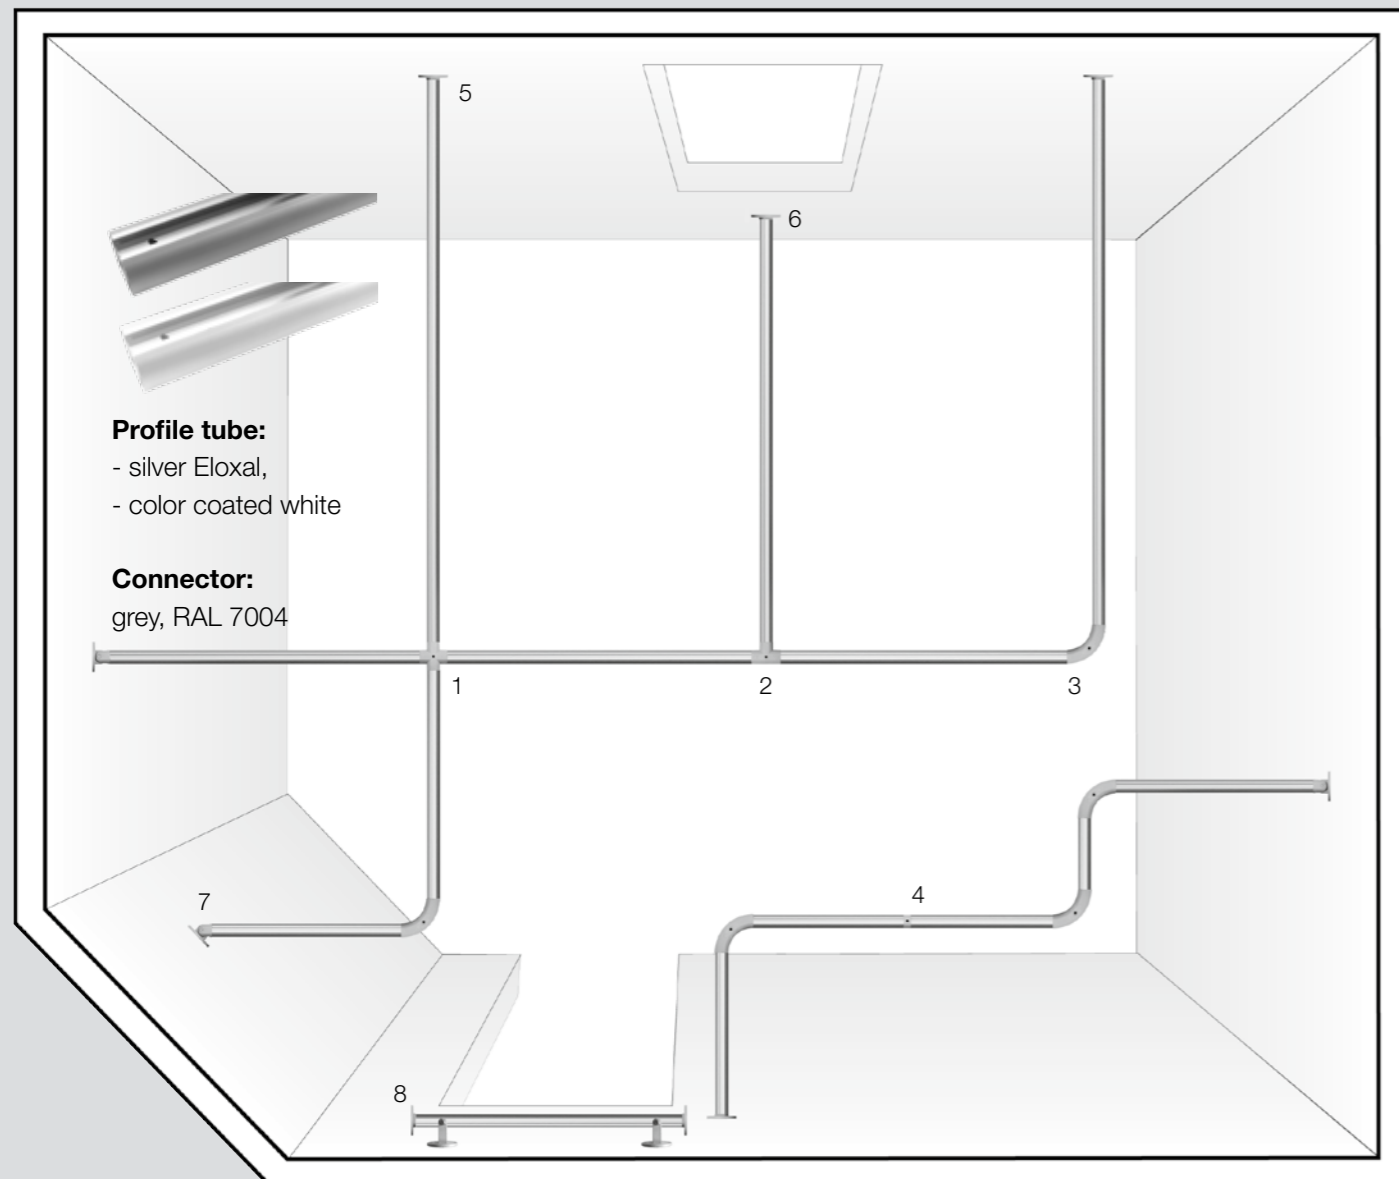 5
6
Profile tube:
- silver Eloxal,
- color coated white
Connector:
grey, RAL 7004
1
2
3
7
4
8